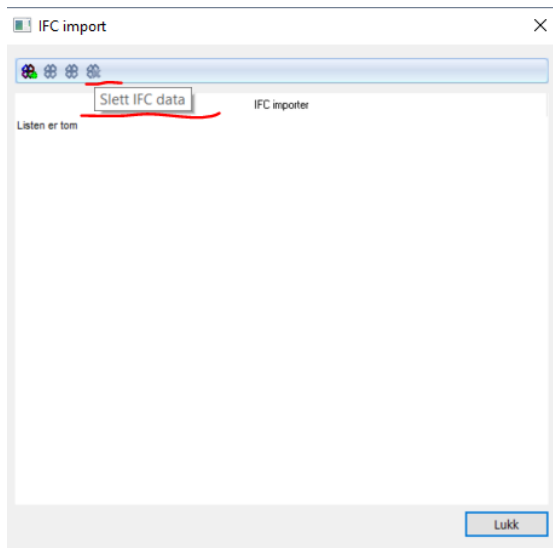 IFC import
Slett IFC data
IFC importer
Listen er tom
Lukk